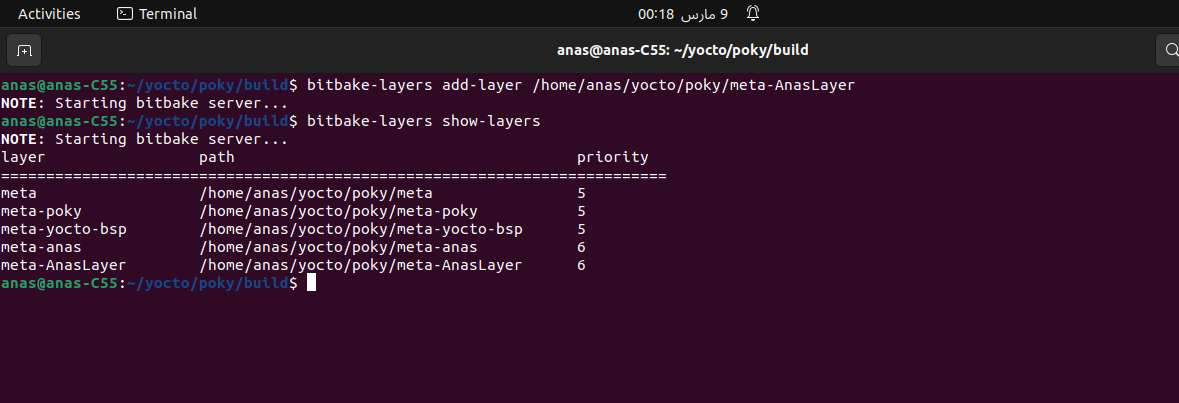 Activities
Terminal
9 مارس 00:18
anas@anas-C55: ~/yocto/poky/build
anas@anas-C55:~/yocto/poky/build$ bitbake-layers add-layer /home/anas/yocto/poky/meta-AnasLayer
NOTE: Starting bitbake server...
anas@anas-C55:~/yocto/poky/build$ bitbake-layers show-layers
NOTE: Starting bitbake server...
layer                 path                                      priority
==========================================================================
meta                  /home/anas/yocto/poky/meta                5
meta-poky             /home/anas/yocto/poky/meta-poky           5
meta-yocto-bsp        /home/anas/yocto/poky/meta-yocto-bsp      5
meta-anas             /home/anas/yocto/poky/meta-anas           6
meta-AnasLayer        /home/anas/yocto/poky/meta-AnasLayer      6
anas@anas-C55:~/yocto/poky/build$